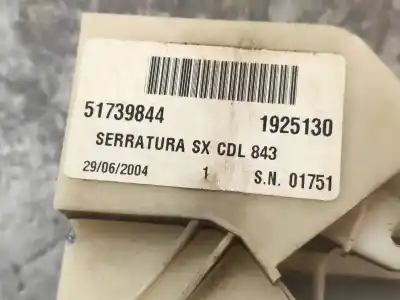 51739844 1925130
SERRATURA SX CDL 843
29/06/2004 1 S.N. 01751